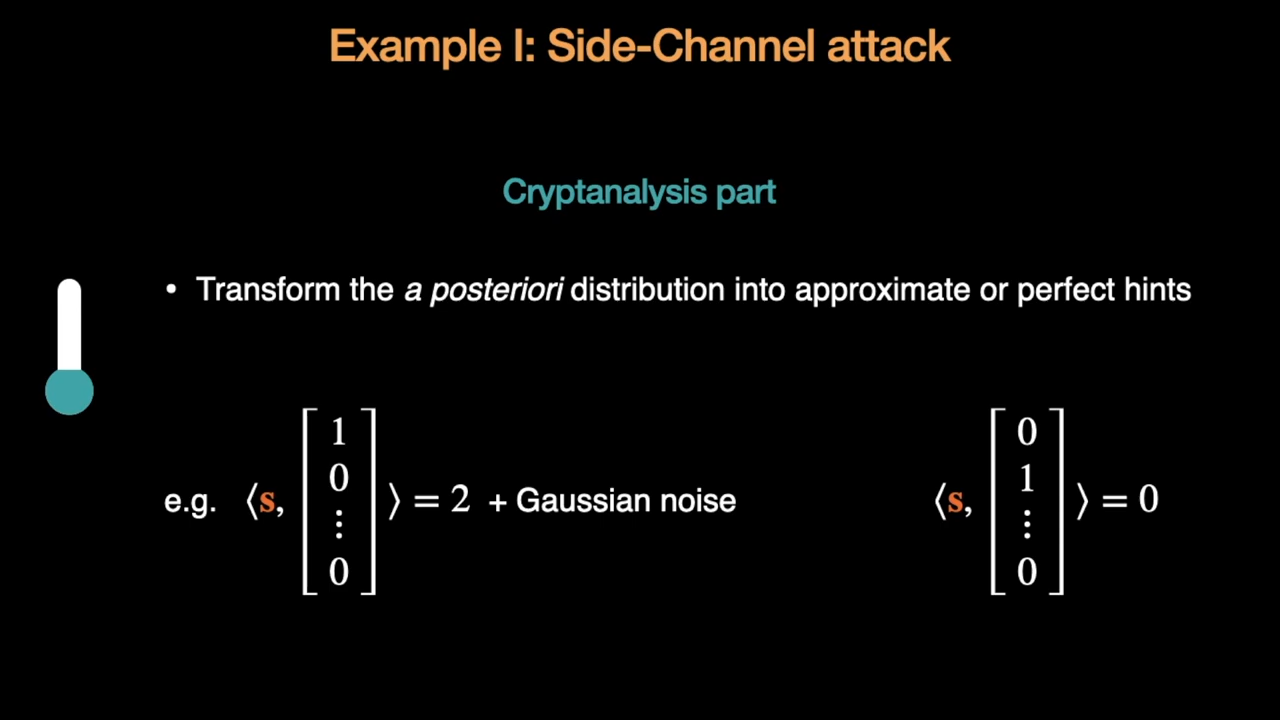 Example I: Side-Channel attack
Cryptanalysis part
• Transform the a posteriori distribution into approximate or perfect hints
e.g. ⟨s, [1 0 ⋮ 0] ⟩ = 2 + Gaussian noise
⟨s, [0 1 ⋮ 0] ⟩ = 0